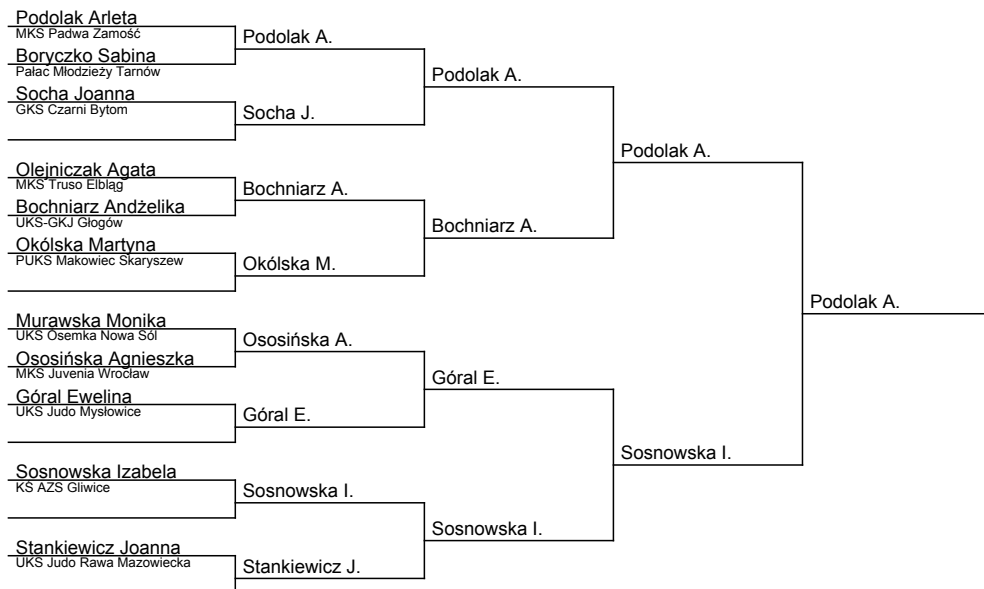 Podolak Arleta
MKS Padwa Zamość
Boryczko Sabina
Pałac Młodzieży Tarnów
Socha Joanna
GKS Czarni Bytom
Olejniczak Agata
MKS Truso Elbląg
Bochniarz Andżelika
UKS-GKJ Głogów
Okólska Martyna
PUKS Makowiec Skaryszew
Murawska Monika
UKS Ósemka Nowa Sól
Ososińska Agnieszka
MKS Juvenia Wrocław
Góral Ewelina
UKS Judo Mysłowice
Sosnowska Izabela
KS AZS Gliwice
Stankiewicz Joanna
UKS Judo Rawa Mazowiecka
Podolak A.
Socha J.
Bochniarz A.
Okólska M.
Ososińska A.
Góral E.
Sosnowska I.
Stankiewicz J.
Podolak A.
Bochniarz A.
Góral E.
Sosnowska I.
Podolak A.
Sosnowska I.
Podolak A.